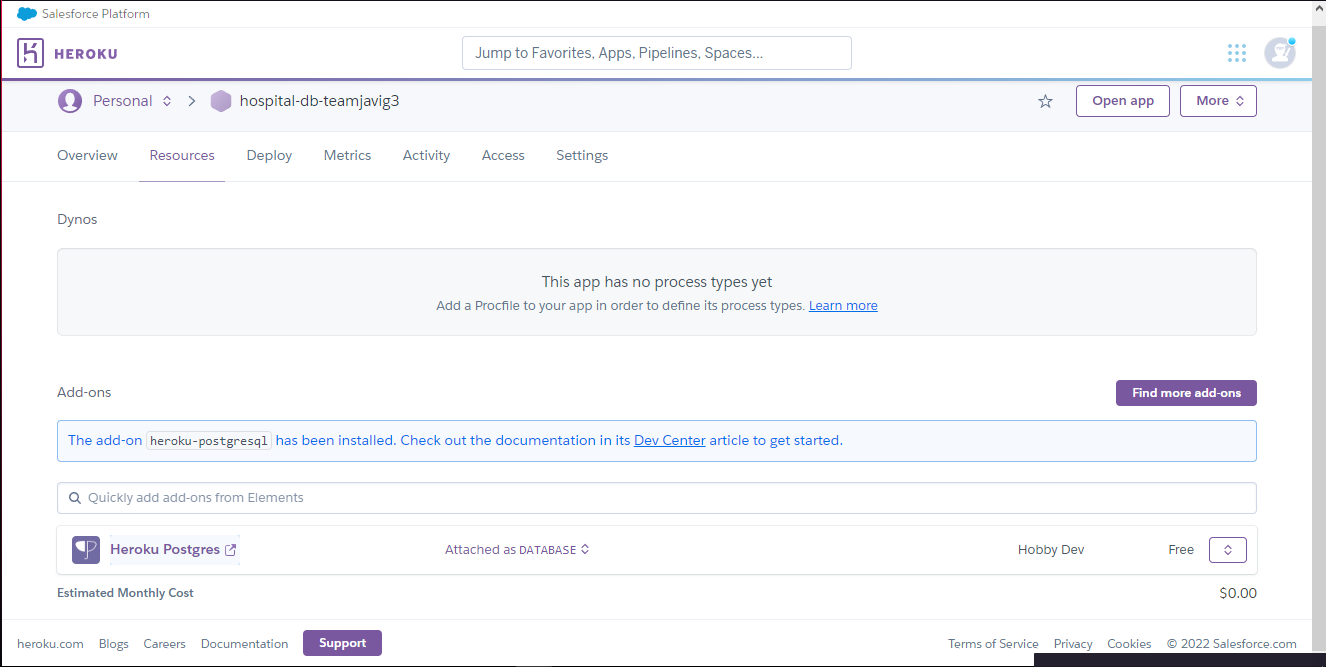 Salesforce Platform
HEROKU
Jump to Favorites, Apps, Pipelines, Spaces...
Personal hospital-db-teamjavig3 Open app More
Overview Resources Deploy Metrics Activity Access Settings
Dynos
This app has no process types yet
Add a Procfile to your app in order to define its process types. Learn more
Add-ons Find more add-ons
The add-on heroku-postgresql has been installed. Check out the documentation in its Dev Center article to get started.
Quickly add add-ons from Elements
Heroku Postgres Attached as DATABASE Hobby Dev Free
Estimated Monthly Cost $0.00
heroku.com Blogs Careers Documentation Support Terms of Service Privacy Cookies © 2022 Salesforce.com